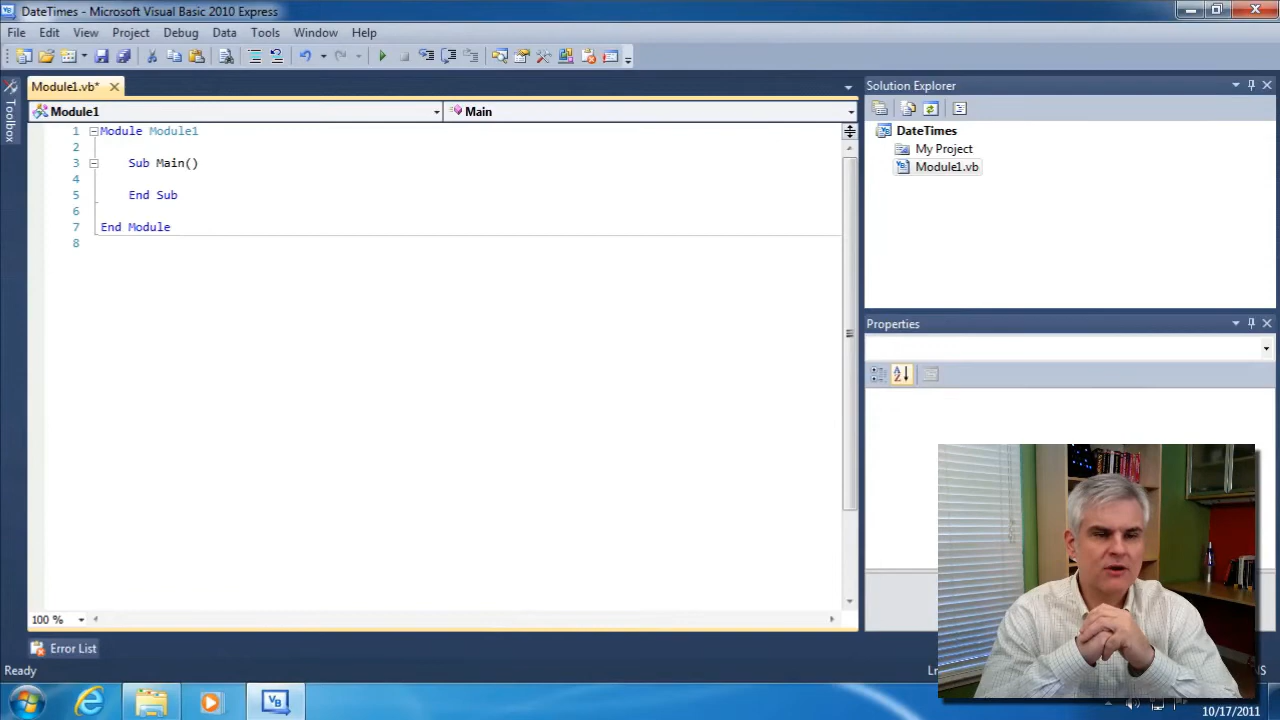 DateTimes - Microsoft Visual Basic 2010 Express
File Edit View Project Debug Data Tools Window Help
Toolbox
Module1.vb*
Module1
Main
1 Module Module1
2
3 Sub Main()
4
5 End Sub
6
7 End Module
8
100 %
Error List
Ready
Solution Explorer
DateTimes
My Project
Module1.vb
Properties
Ln
S
10/17/2011